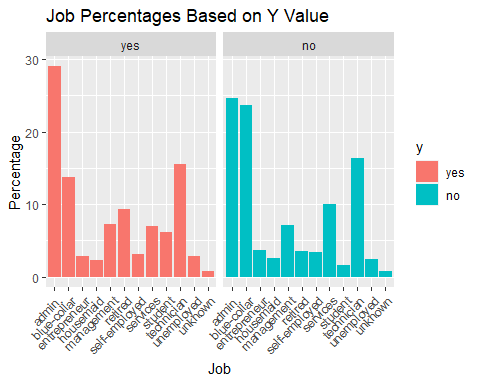 Job Percentages Based on Y Value
yes
no
Percentage
30
20
10
0
admin
blue-collar
entrepreneur
housemaid
management
retired
self-employed
services
student
technician
unemployed
unknown
admin
blue-collar
entrepreneur
housemaid
management
retired
self-employed
services
student
technician
unemployed
unknown
Job
y
yes
no